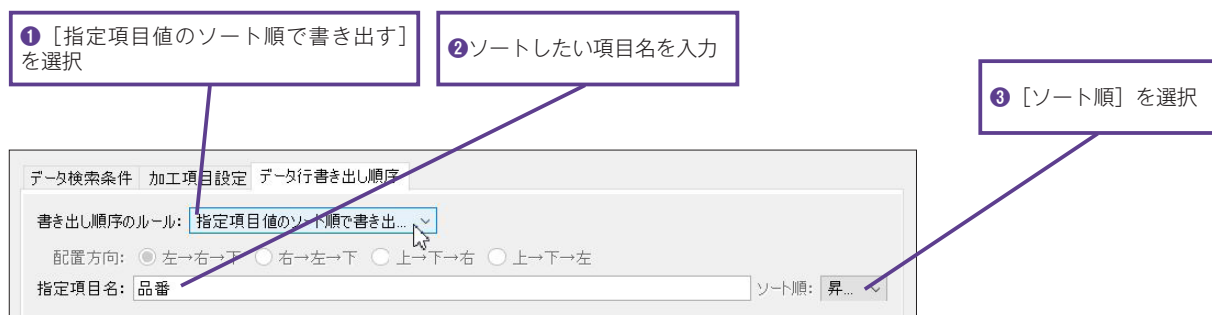 ❶［指定項目値のソート順で書き出す］
を選択
❷ソートしたい項目名を入力
❸［ソート順］を選択
データ検索条件 加工項目設定 データ行書き出し順序
書き出し順序のルール: 指定項目値のソート順で書き出...
配置方向: 左→右→下 右→左→下 上→下→右 上→下→左
指定項目名: 品番 ソート順: 昇...